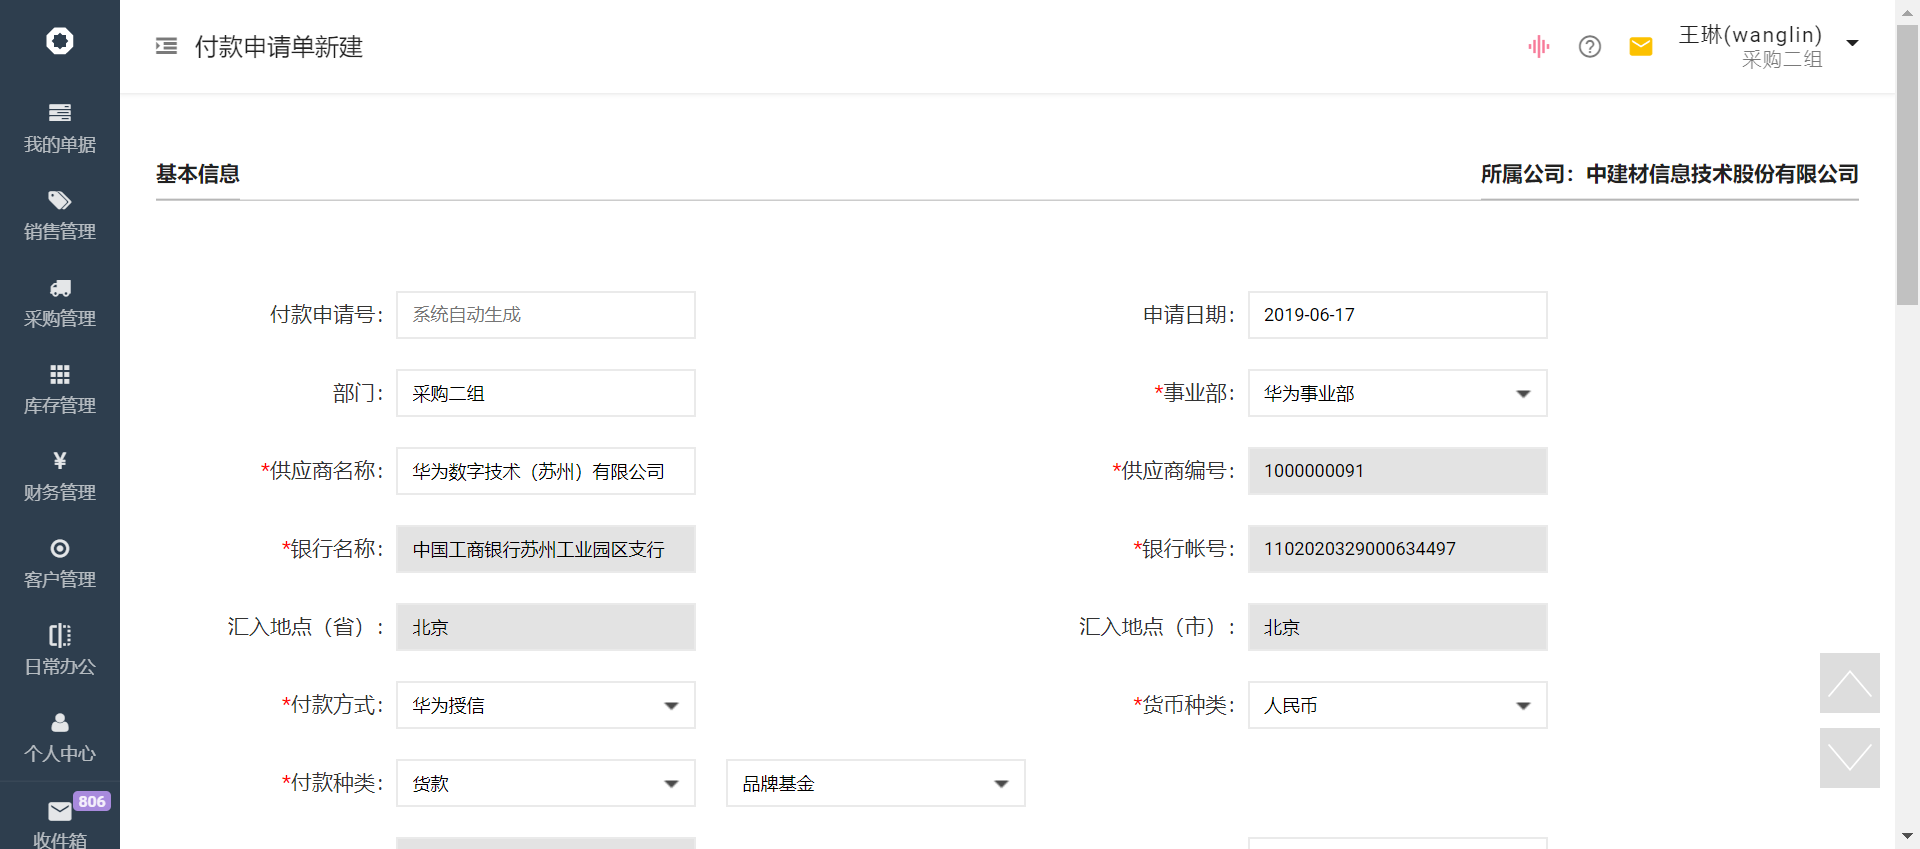 付款申请单新建
王琳(wanglin)
采购二组
我的单据
销售管理
采购管理
库存管理
财务管理
客户管理
日常办公
个人中心
806
收件箱
基本信息
所属公司：中建材信息技术股份有限公司
付款申请号： 系统自动生成
申请日期： 2019-06-17
部门： 采购二组
*事业部： 华为事业部
*供应商名称： 华为数字技术（苏州）有限公司
*供应商编号： 1000000091
*银行名称： 中国工商银行苏州工业园区支行
*银行帐号： 1102020329000634497
汇入地点（省）： 北京
汇入地点（市）： 北京
*付款方式： 华为授信
*货币种类： 人民币
*付款种类： 货款 品牌基金